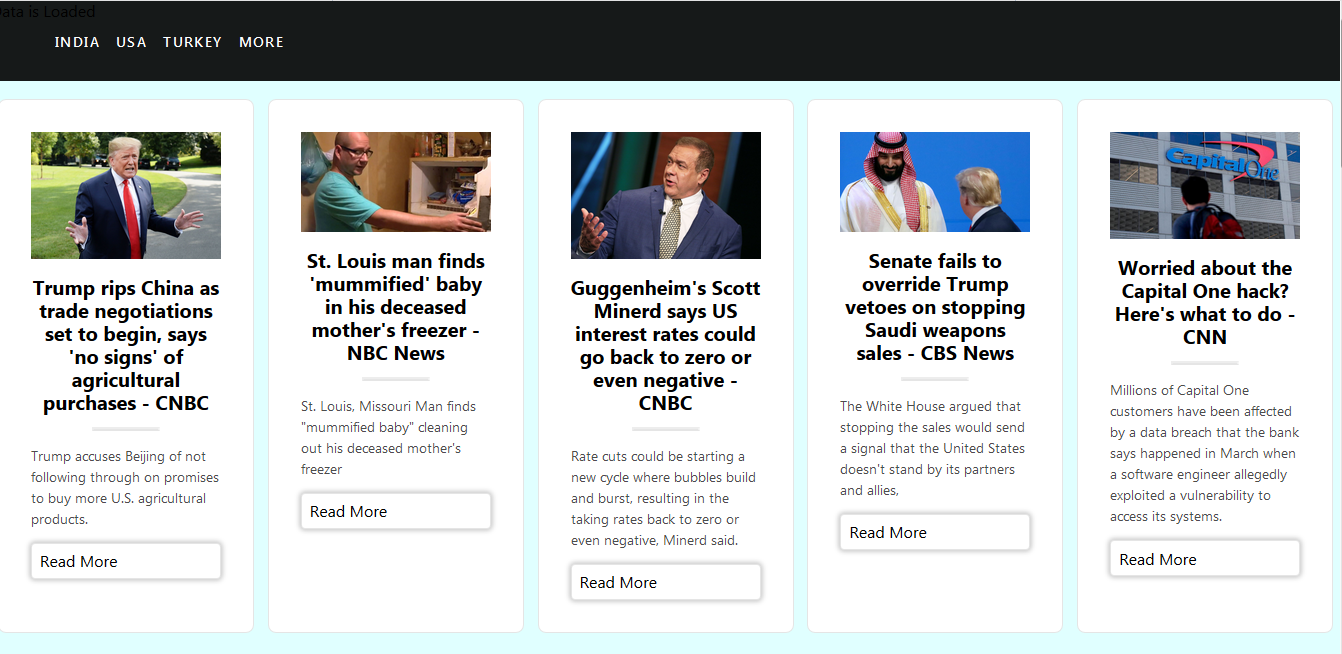 ata is Loaded
INDIA USA TURKEY MORE
Capital One
Trump rips China as
trade negotiations
set to begin, says
'no signs' of
agricultural
purchases - CNBC
Trump accuses Beijing of not
following through on promises
to buy more U.S. agricultural
products.
Read More
St. Louis man finds
'mummified' baby
in his deceased
mother's freezer -
NBC News
St. Louis, Missouri Man finds
"mummified baby" cleaning
out his deceased mother's
freezer
Read More
Guggenheim's Scott
Minerd says US
interest rates could
go back to zero or
even negative -
CNBC
Rate cuts could be starting a
new cycle where bubbles build
and burst, resulting in the
taking rates back to zero or
even negative, Minerd said.
Read More
Senate fails to
override Trump
vetoes on stopping
Saudi weapons
sales - CBS News
The White House argued that
stopping the sales would send
a signal that the United States
doesn't stand by its partners
and allies,
Read More
Worried about the
Capital One hack?
Here's what to do -
CNN
Millions of Capital One
customers have been affected
by a data breach that the bank
says happened in March when
a software engineer allegedly
exploited a vulnerability to
access its systems.
Read More